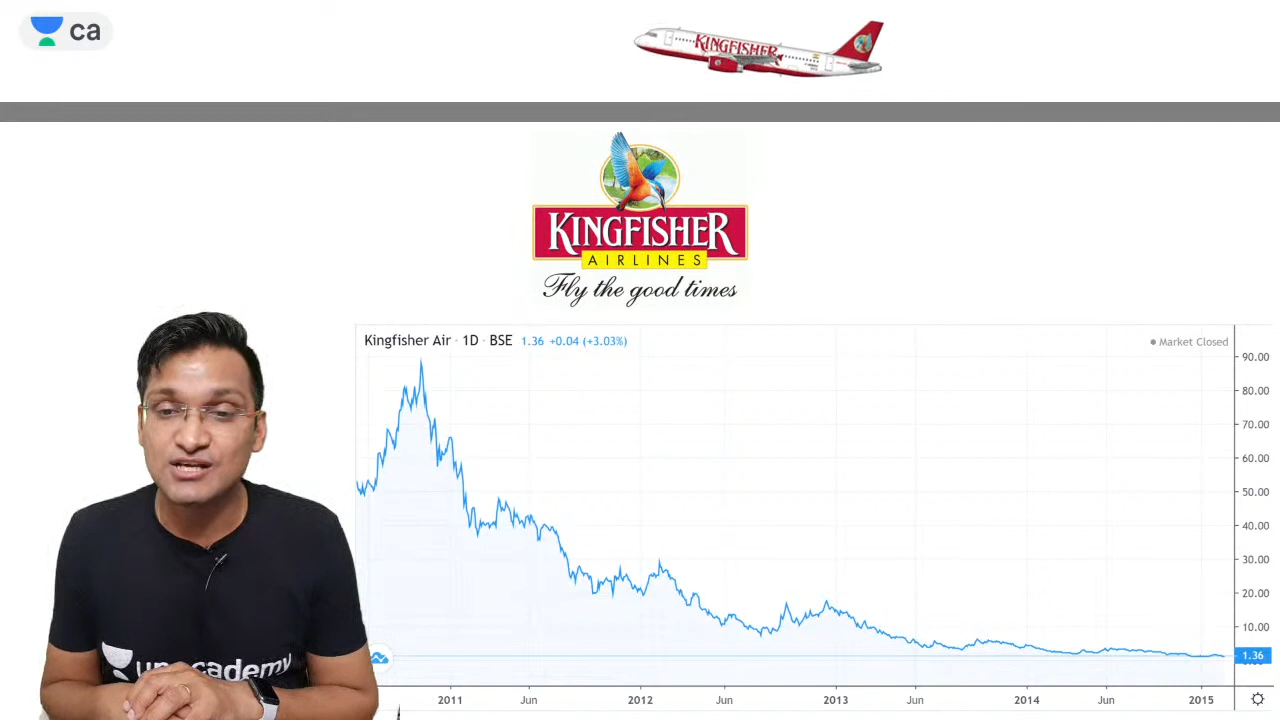 ca
KINGFISHER
KINGFISHER
AIRLINES
Fly the good times
Kingfisher Air · 1D · BSE 1.36 +0.04 (+3.03%)
Market Closed
90.00
80.00
70.00
60.00
50.00
40.00
30.00
20.00
10.00
1.36
2011 Jun 2012 Jun 2013 Jun 2014 Jun 2015
unacademy